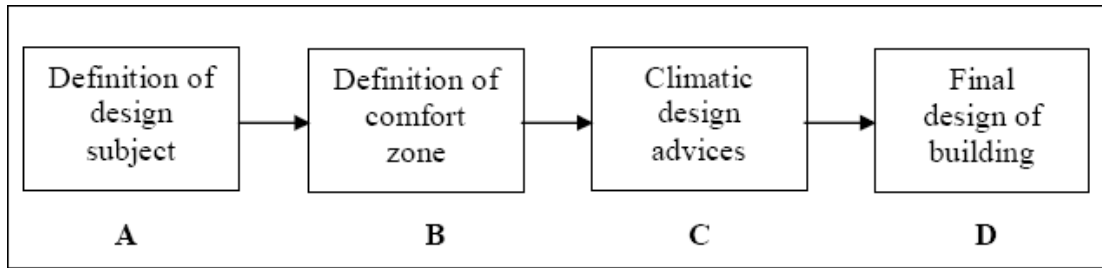 Definition of
design
subject
Definition of
comfort
zone
Climatic
design
advices
Final
design of
building
A
B
C
D